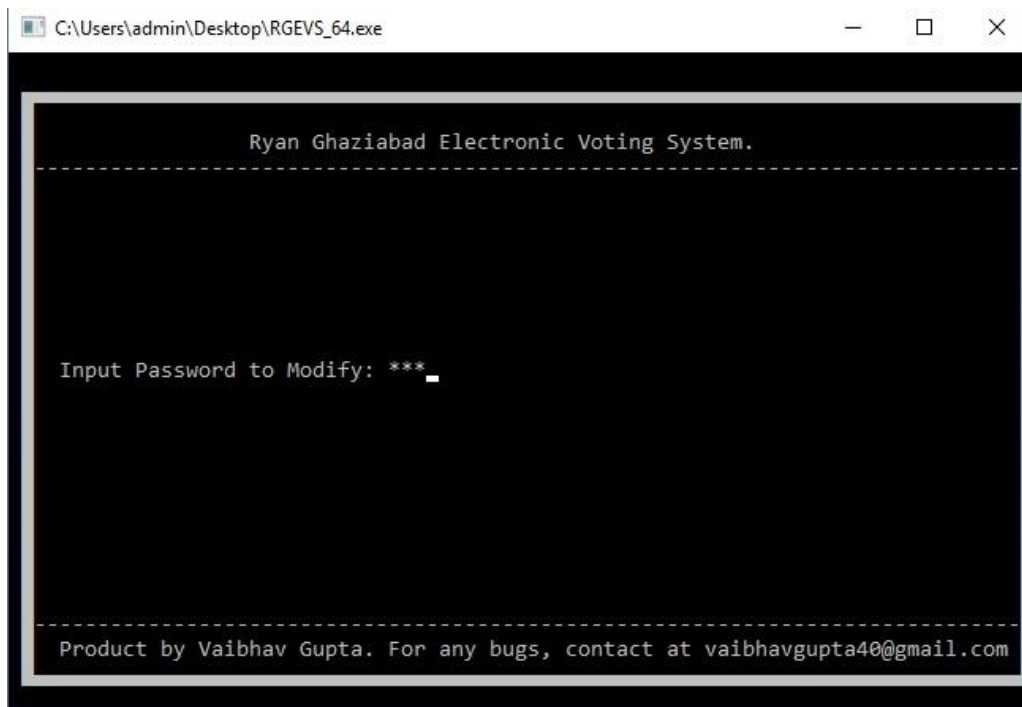 C:\Users\admin\Desktop\RGEVS_64.exe
Ryan Ghaziabad Electronic Voting System.
Input Password to Modify: ***
Product by Vaibhav Gupta. For any bugs, contact at vaibhavgupta40@gmail.com